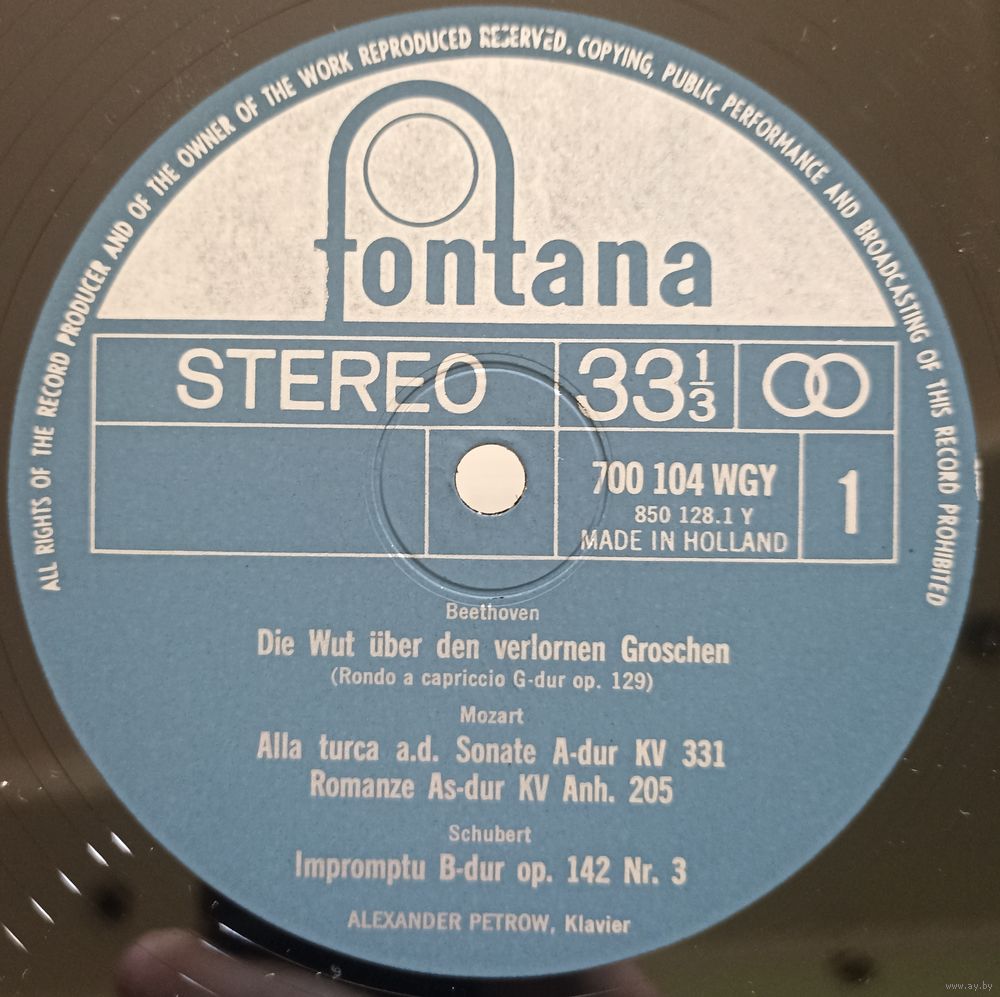 ALL RIGHTS OF THE RECORD PRODUCER AND OF THE OWNER OF THE WORK REPRODUCED RESERVED. COPYING, PUBLIC PERFORMANCE AND BROADCASTING OF THIS RECORD PROHIBITED
fontana
STEREO 33 1/3
700 104 WGY
850 128.1 Y
MADE IN HOLLAND
1
Beethoven
Die Wut über den verlornen Groschen
(Rondo a capriccio G-dur op. 129)
Mozart
Alla turca a.d. Sonate A-dur KV 331
Romanze As-dur KV Anh. 205
Schubert
Impromptu B-dur op. 142 Nr. 3
ALEXANDER PETROW, Klavier
www.ay.by